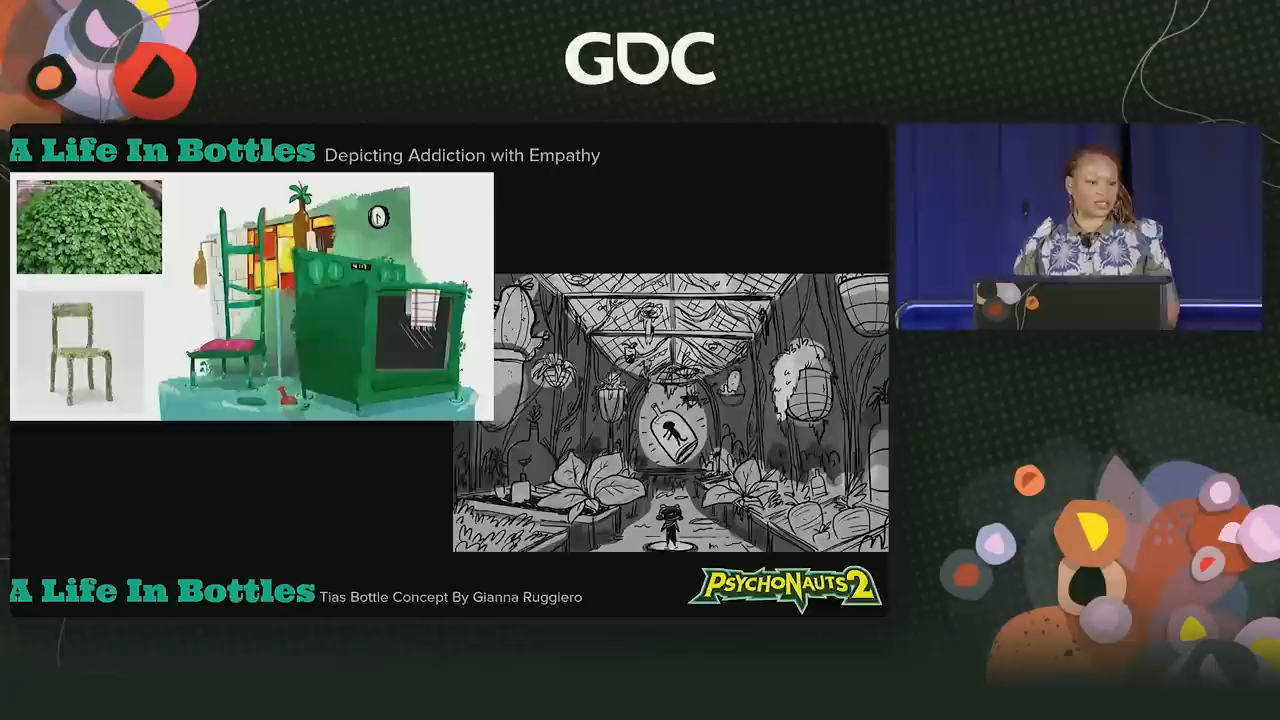 GDC
A Life In Bottles Depicting Addiction with Empathy
A Life In Bottles Tias Bottle Concept By Gianna Ruggiero
PSYCHONAUTS 2